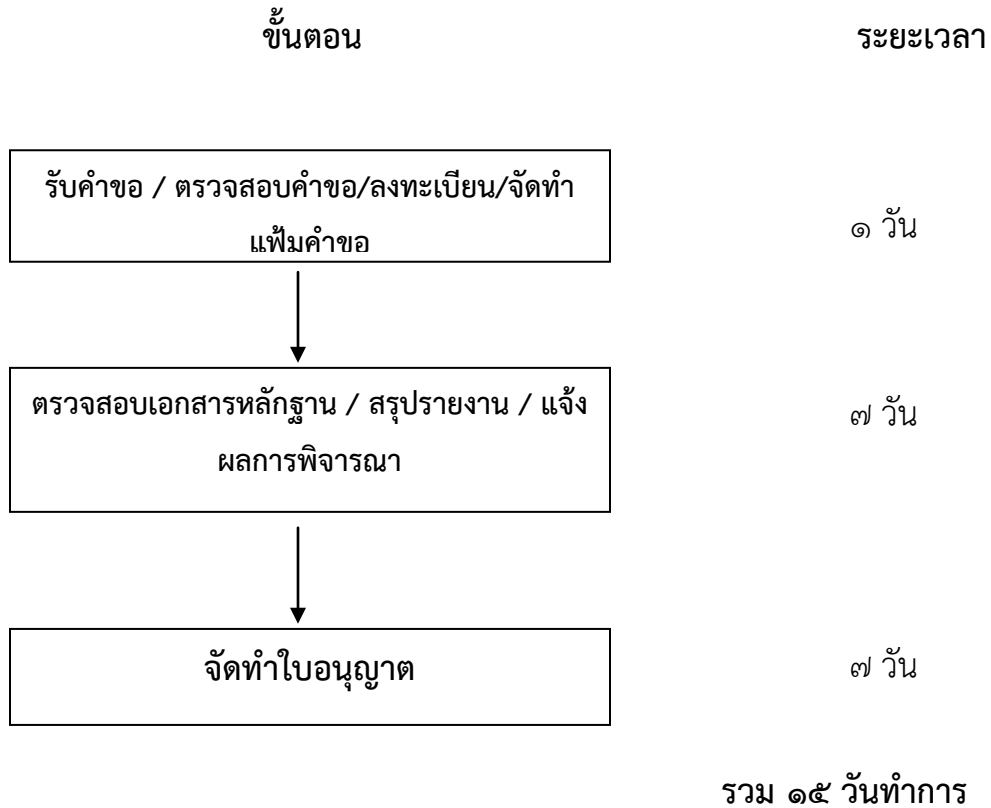 ขั้นตอน ระยะเวลา
รับคำขอ / ตรวจสอบคำขอ/ลงทะเบียน/จัดทำ
แฟ้มคำขอ
๑ วัน
ตรวจสอบเอกสารหลักฐาน / สรุปรายงาน / แจ้ง
ผลการพิจารณา
๗ วัน
จัดทำใบอนุญาต
๗ วัน
รวม ๑๕ วันทำการ